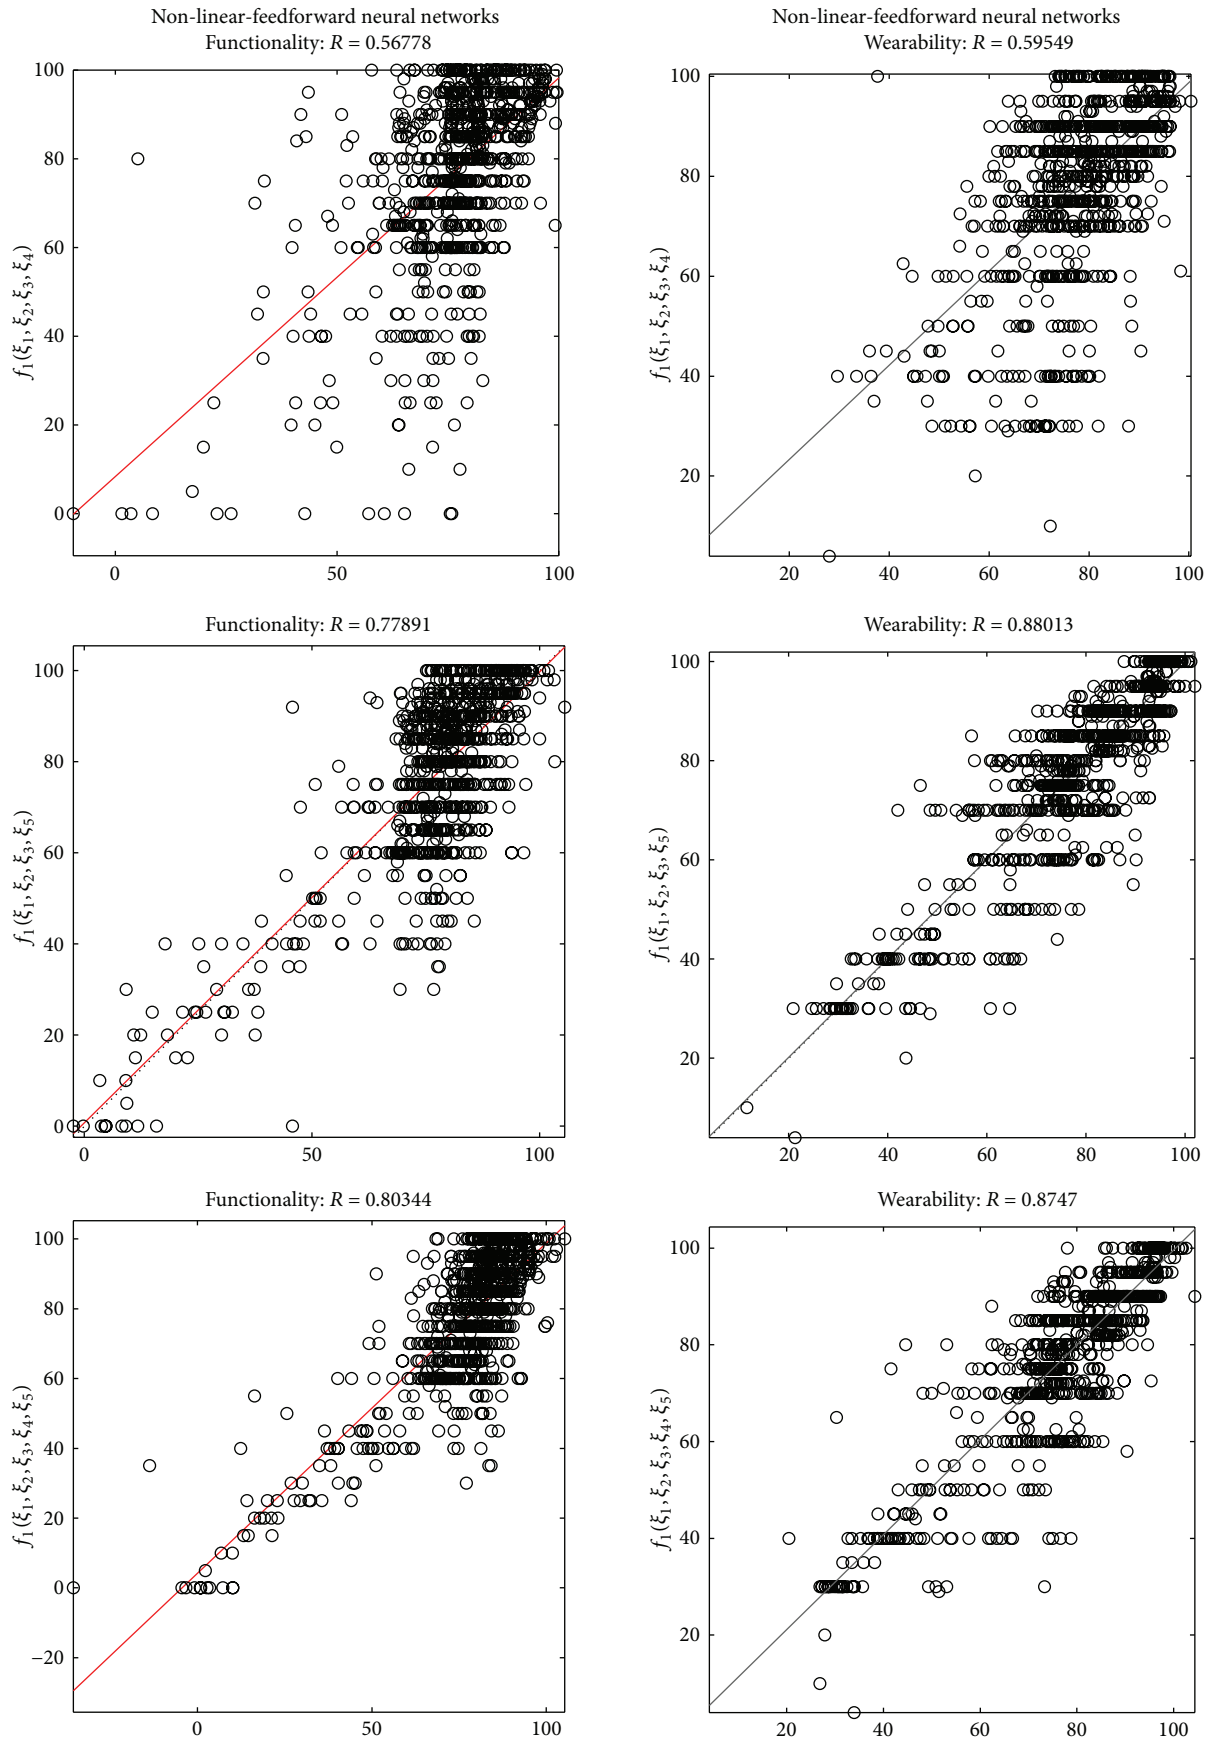 Non-linear-feedforward neural networks
Functionality: R = 0.56778
100
80
60
40
20
0
f1(ξ1, ξ2, ξ3, ξ4)
0 50 100
Non-linear-feedforward neural networks
Wearability: R = 0.59549
100
80
60
40
20
f1(ξ1, ξ2, ξ3, ξ4)
20 40 60 80 100
Functionality: R = 0.77891
100
80
60
40
20
0
f1(ξ1, ξ2, ξ3, ξ5)
0 50 100
Wearability: R = 0.88013
100
80
60
40
20
f1(ξ1, ξ2, ξ3, ξ5)
20 40 60 80 100
Functionality: R = 0.80344
100
80
60
40
20
0
−20
f1(ξ1, ξ2, ξ3, ξ4, ξ5)
0 50 100
Wearability: R = 0.8747
100
80
60
40
20
f1(ξ1, ξ2, ξ3, ξ4, ξ5)
20 40 60 80 100